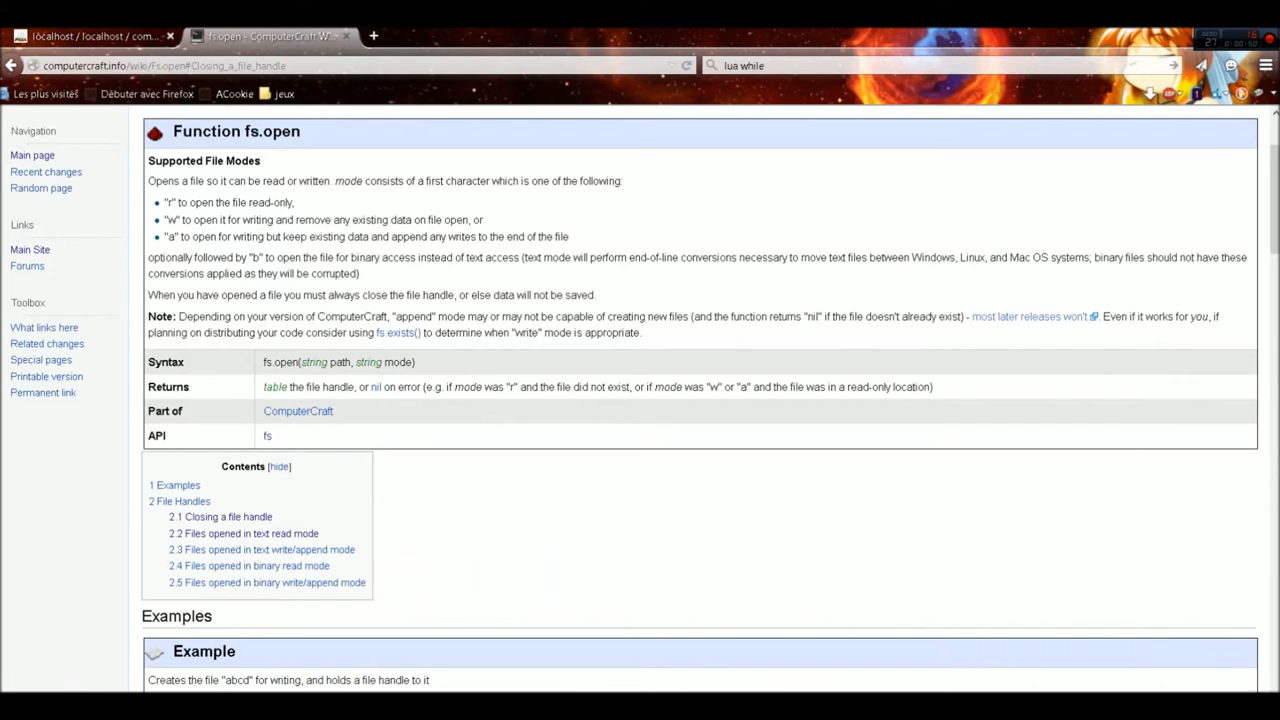 localhost / localhost / com...
fs.open - ComputerCraft W...
computercraft.info/wiki/Fs.open#Closing_a_file_handle
lua while
Les plus visités
Débuter avec Firefox
ACookie
jeux
Navigation
Main page
Recent changes
Random page
Links
Main Site
Forums
Toolbox
What links here
Related changes
Special pages
Printable version
Permanent link
Function fs.open
Supported File Modes
Opens a file so it can be read or written. mode consists of a first character which is one of the following:
"r" to open the file read-only,
"w" to open it for writing and remove any existing data on file open, or
"a" to open for writing but keep existing data and append any writes to the end of the file
optionally followed by "b" to open the file for binary access instead of text access (text mode will perform end-of-line conversions necessary to move text files between Windows, Linux, and Mac OS systems; binary files should not have these
conversions applied as they will be corrupted)
When you have opened a file you must always close the file handle, or else data will not be saved.
Note: Depending on your version of ComputerCraft, "append" mode may or may not be capable of creating new files (and the function returns "nil" if the file doesn't already exist) - most later releases won't. Even if it works for you, if
planning on distributing your code consider using fs.exists() to determine when "write" mode is appropriate.
Syntax fs.open(string path, string mode)
Returns table the file handle, or nil on error (e.g. if mode was "r" and the file did not exist, or if mode was "w" or "a" and the file was in a read-only location)
Part of ComputerCraft
API fs
Contents [hide]
1 Examples
2 File Handles
2.1 Closing a file handle
2.2 Files opened in text read mode
2.3 Files opened in text write/append mode
2.4 Files opened in binary read mode
2.5 Files opened in binary write/append mode
Examples
Example
Creates the file "abcd" for writing, and holds a file handle to it